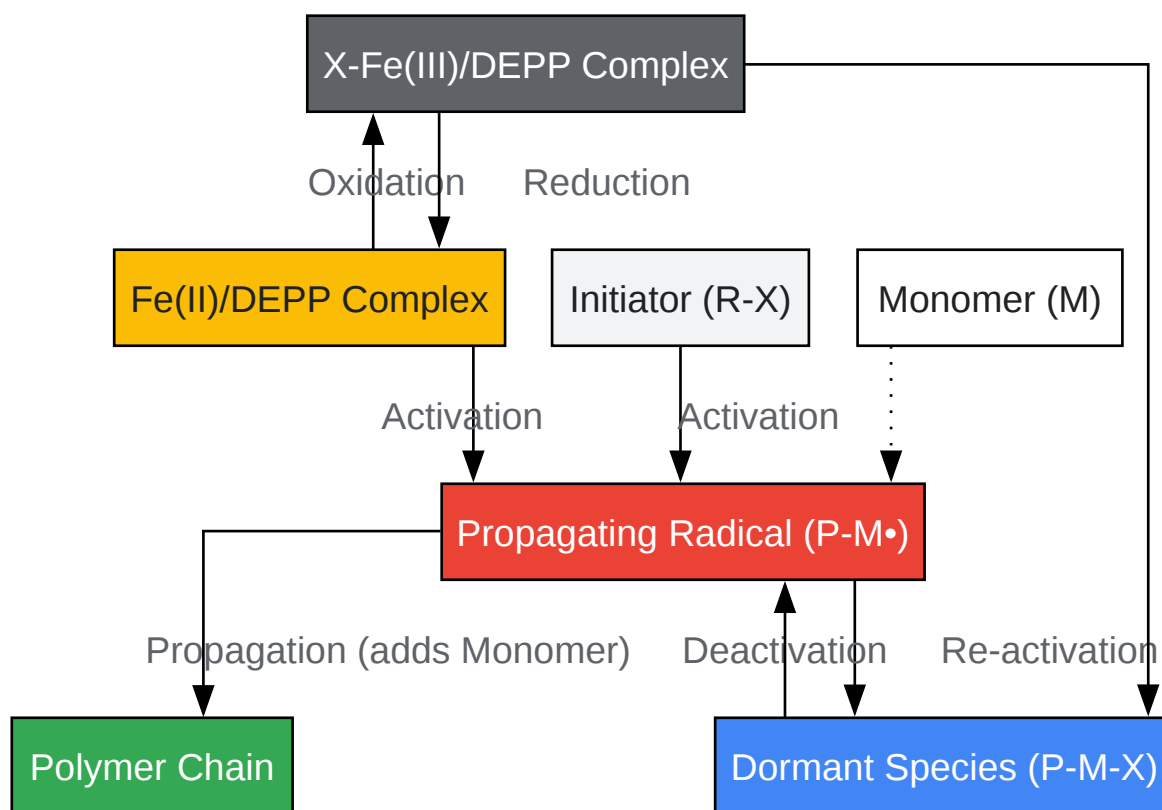 X-Fe(III)/DEPP Complex
Oxidation
Reduction
Fe(II)/DEPP Complex
Initiator (R-X)
Monomer (M)
Activation
Activation
Propagating Radical (P-M•)
Propagation (adds Monomer)
Deactivation
Re-activation
Polymer Chain
Dormant Species (P-M-X)